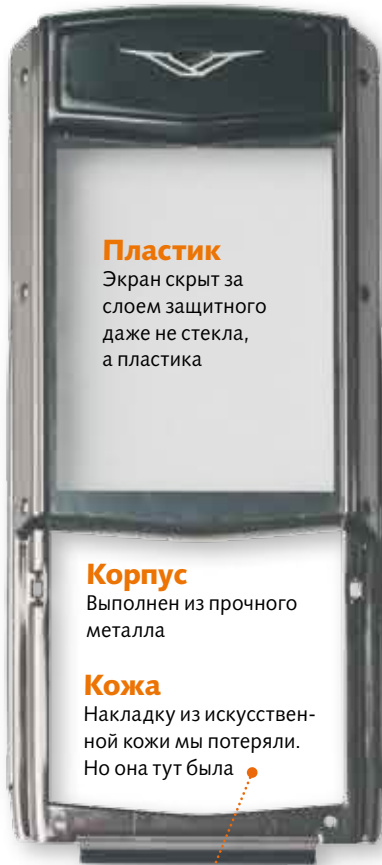 Пластик
Экран скрыт за
слоем защитного
даже не стекла,
а пластика
Корпус
Выполнен из прочного
металла
Кожа
Накладку из искусствен-
ной кожи мы потеряли.
Но она тут была